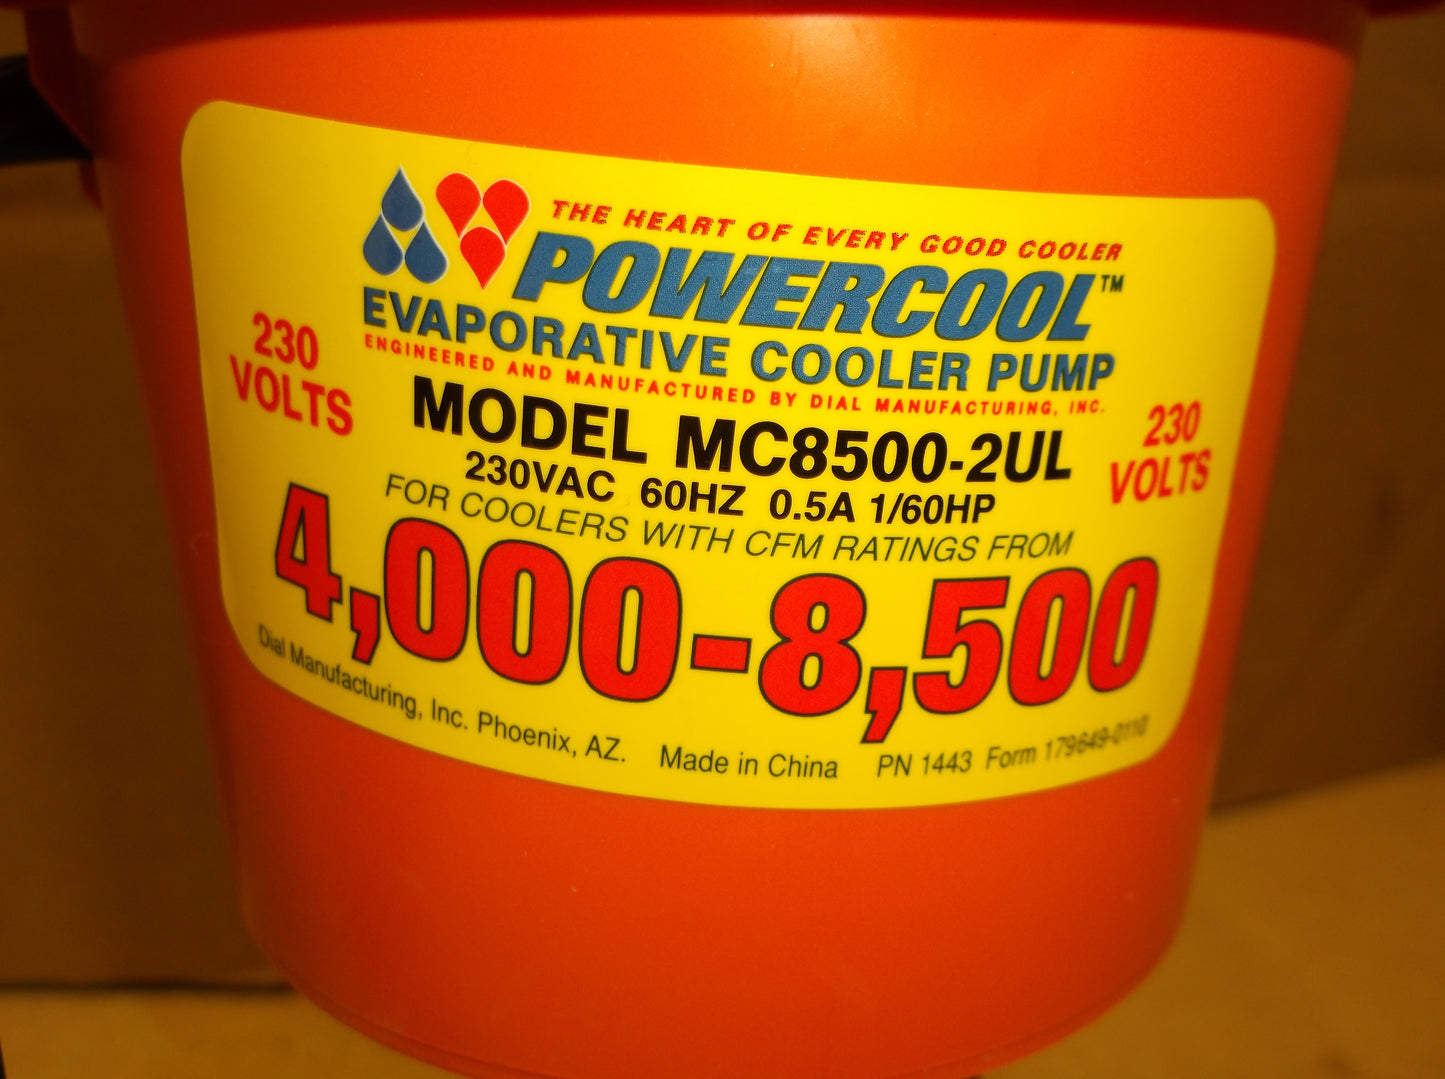 THE HEART OF EVERY GOOD COOLER
POWERCOOL™
EVAPORATIVE COOLER PUMP
ENGINEERED AND MANUFACTURED BY DIAL MANUFACTURING, INC.
230
VOLTS
MODEL MC8500-2UL
230
VOLTS
230VAC 60HZ 0.5A 1/60HP
FOR COOLERS WITH CFM RATINGS FROM
4,000-8,500
Dial Manufacturing, Inc. Phoenix, AZ. Made in China PN 1443 Form 179649-0110